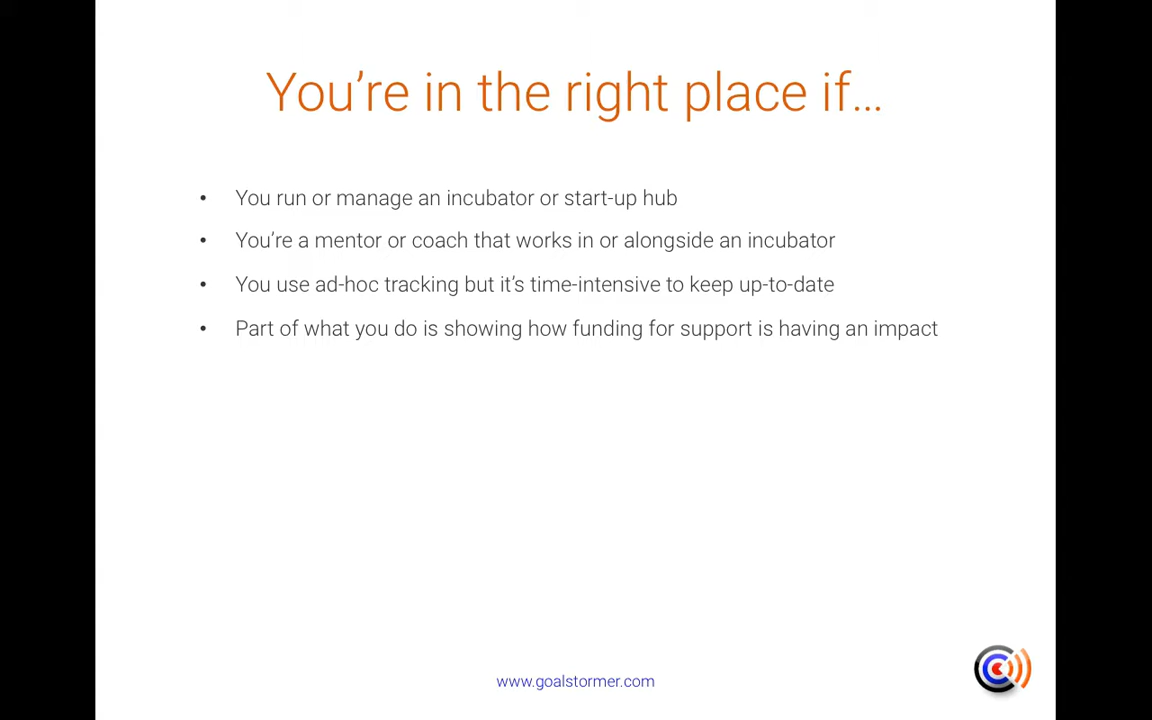 You’re in the right place if…
• You run or manage an incubator or start-up hub
• You’re a mentor or coach that works in or alongside an incubator
• You use ad-hoc tracking but it’s time-intensive to keep up-to-date
• Part of what you do is showing how funding for support is having an impact
www.goalstormer.com